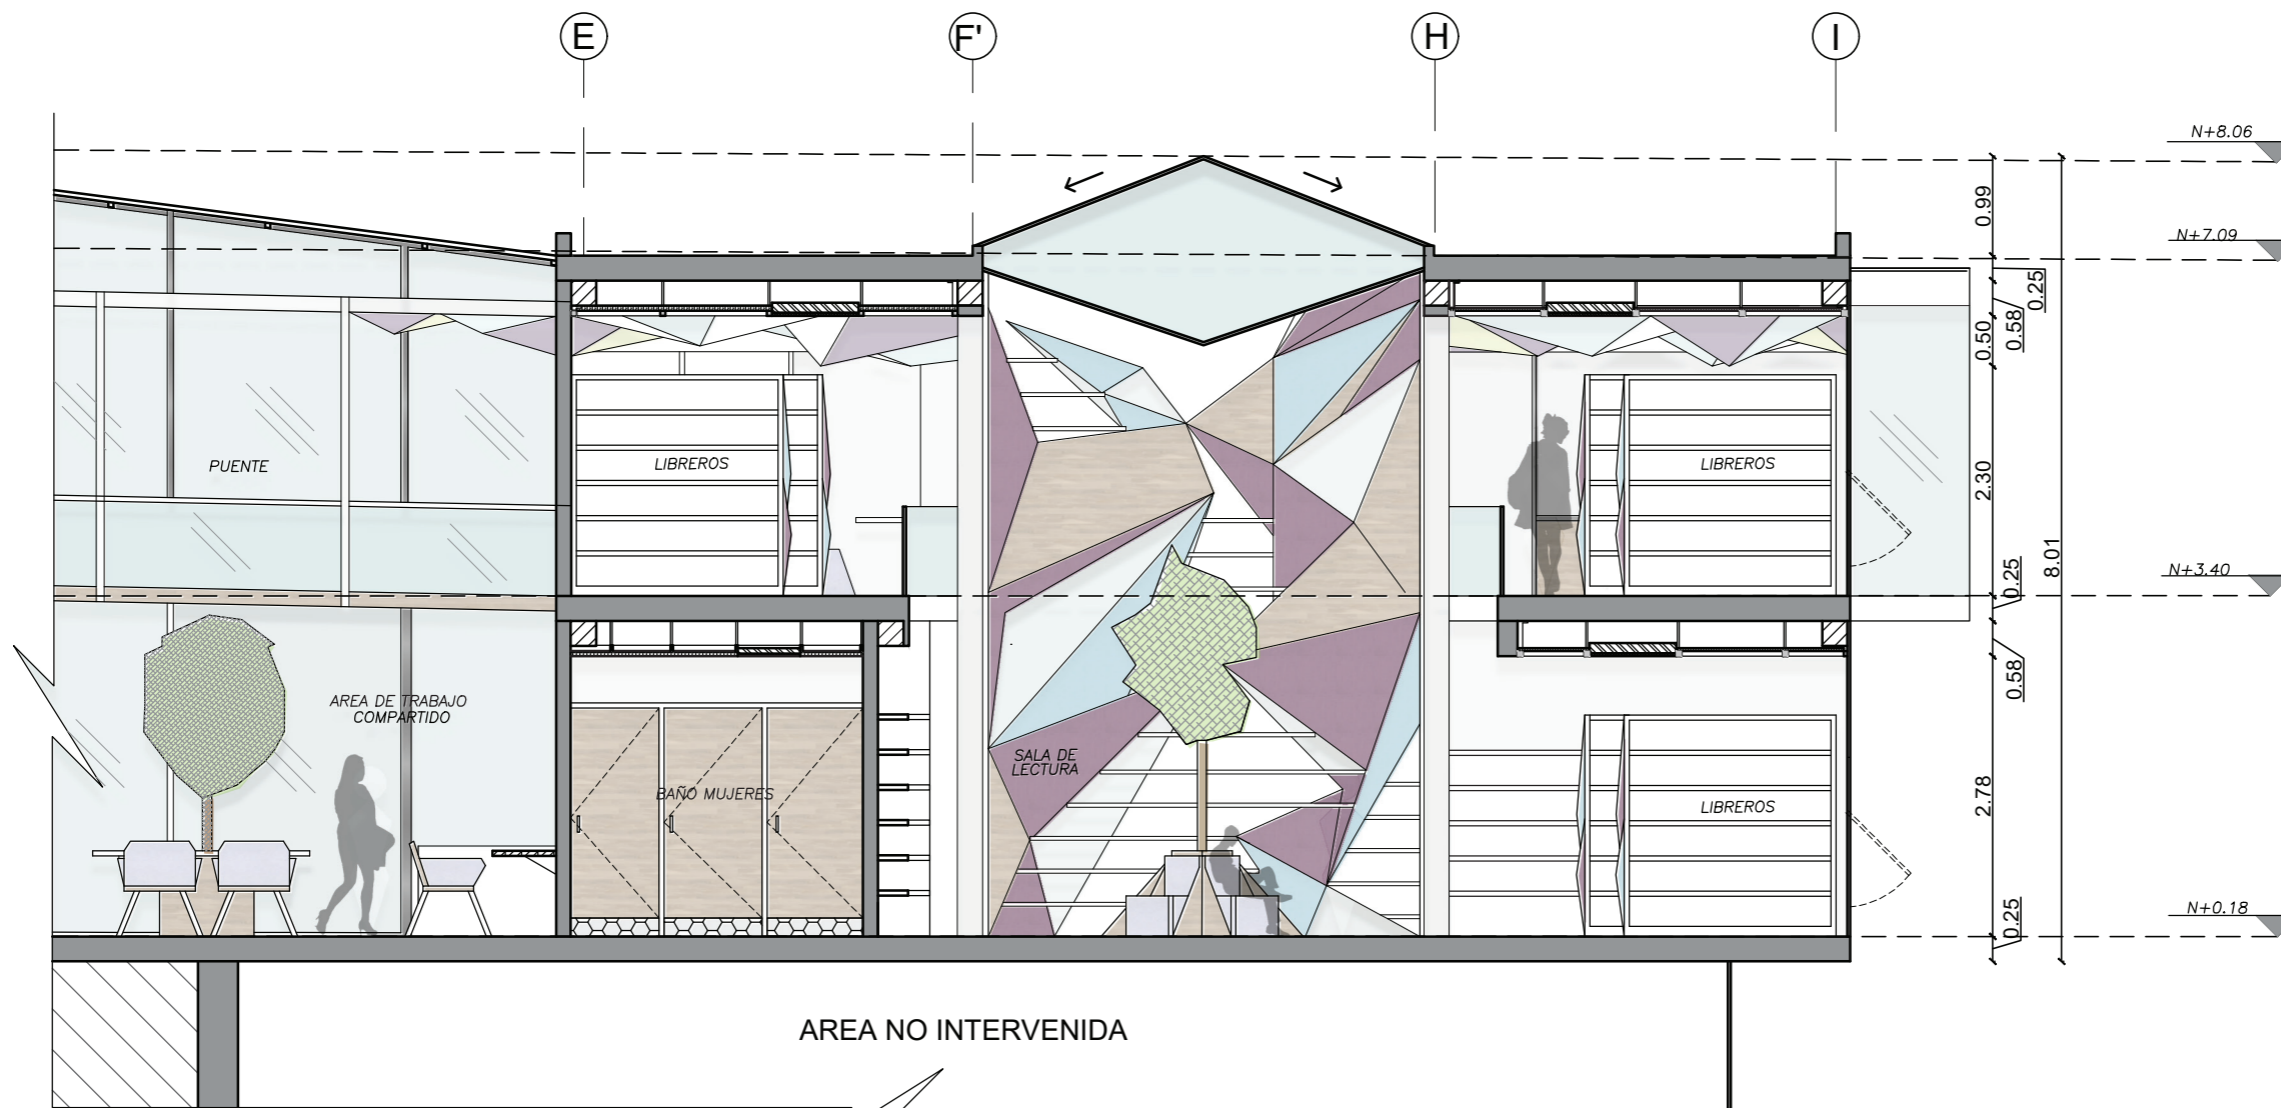 E
F'
H
I
N+8.06
0.99
N+7.09
0.25
0.58
0.50
PUENTE
LIBREROS
LIBREROS
2.30
8.01
0.25
N+3.40
0.58
AREA DE TRABAJO
COMPARTIDO
SALA DE
LECTURA
BAÑO MUJERES
LIBREROS
2.78
0.25
N+0.18
AREA NO INTERVENIDA